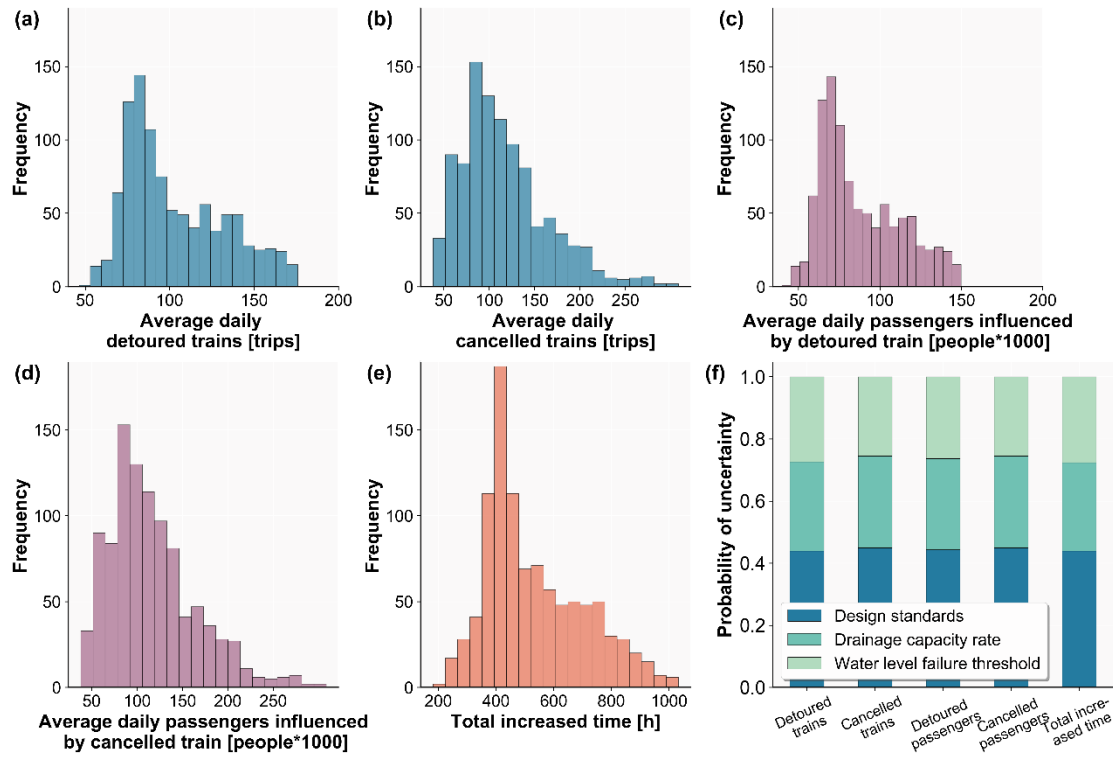 (a)
Frequency
150
100
50
0
50
100
150
200
Average daily
detoured trains [trips]
(b)
Frequency
150
100
50
0
50
100
150
200
250
Average daily
cancelled trains [trips]
(c)
Frequency
150
100
50
0
50
100
150
200
Average daily passengers influenced
by detoured train [people*1000]
(d)
Frequency
150
100
50
0
50
100
150
200
250
Average daily passengers influenced
by cancelled train [people*1000]
(e)
Frequency
150
100
50
0
200
400
600
800
1000
Total increased time [h]
(f)
Probability of uncertainty
1.0
0.8
0.6
0.4
0.2
0.0
Design standards
Drainage capacity rate
Water level failure threshold
Detoured
trains
Cancelled
trains
Detoured
passengers
Cancelled
passengers
Total incre-
ased time